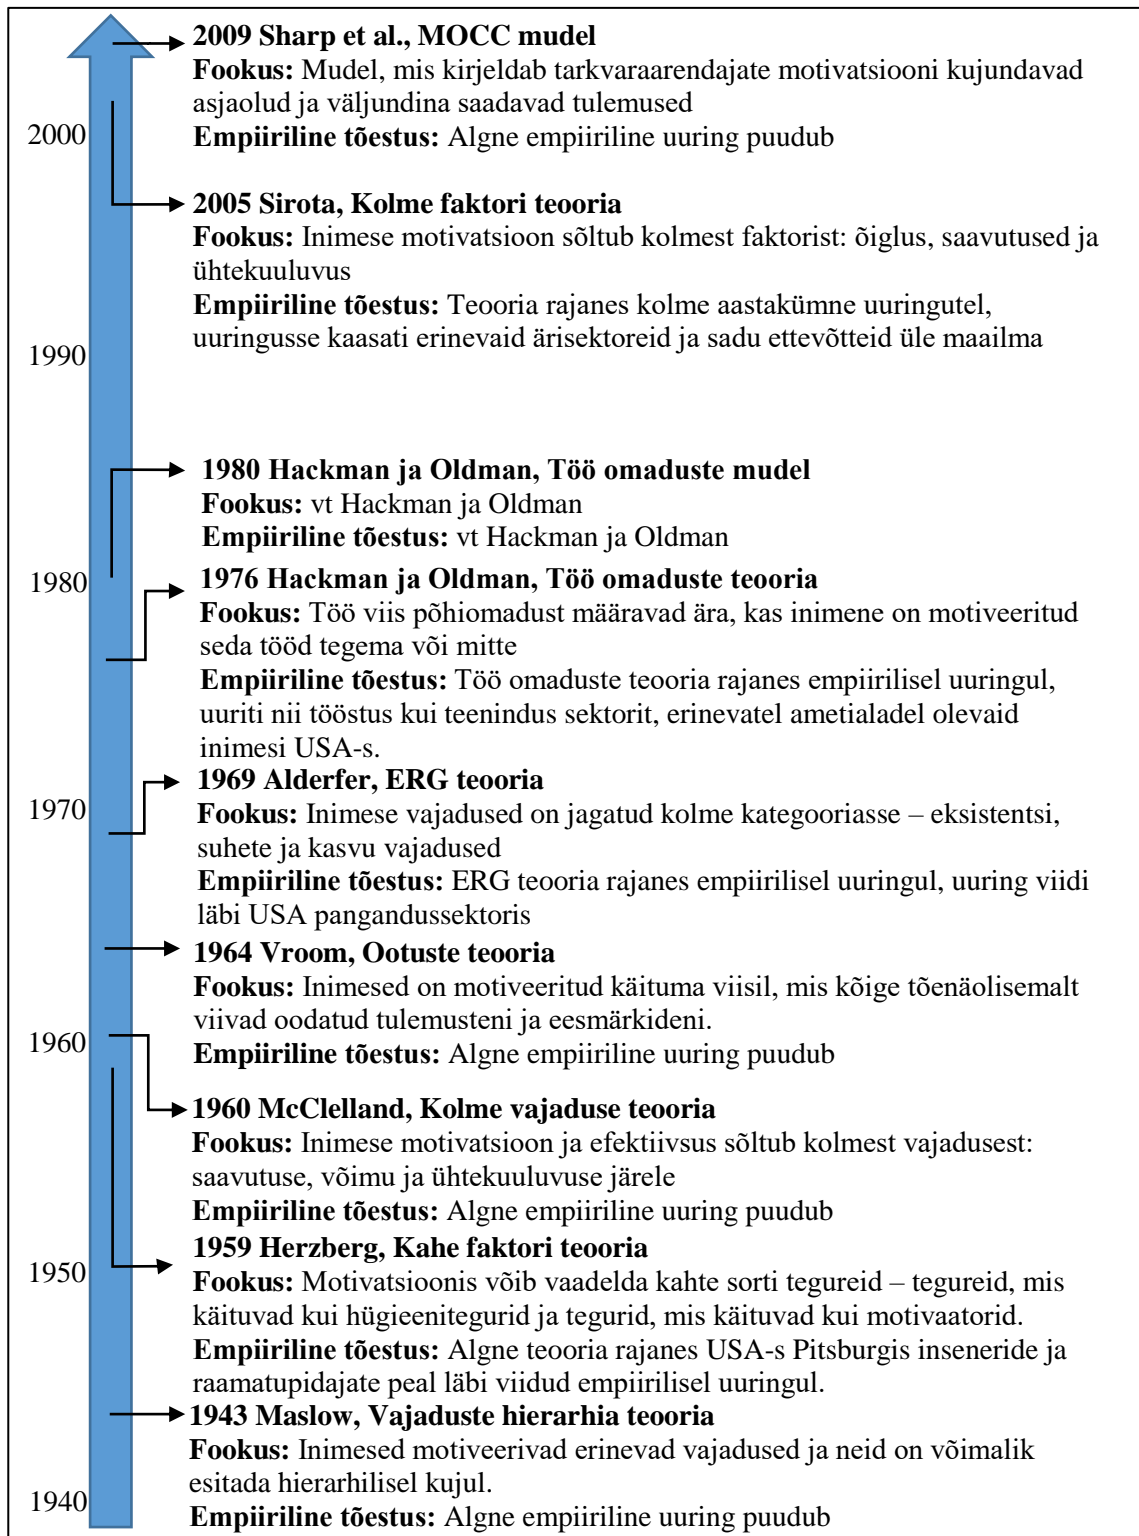 2009 Sharp et al., MOCC mudel
Fookus: Mudel, mis kirjeldab tarkvaraarendajate motivatsiooni kujundavad
asjaolud ja väljundina saadavad tulemused
2000
Empiiriline tõestus: Algne empiiriline uuring puudub
2005 Sirota, Kolme faktori teooria
Fookus: Inimese motivatsioon sõltub kolmest faktorist: õiglus, saavutused ja
ühtekuuluvus
Empiiriline tõestus: Teooria rajanes kolme aastakümne uuringutel,
uuringusse kaasati erinevaid ärisektoreid ja sadu ettevõtteid üle maailma
1990
1980 Hackman ja Oldman, Töö omaduste mudel
Fookus: vt Hackman ja Oldman
Empiiriline tõestus: vt Hackman ja Oldman
1980
1976 Hackman ja Oldman, Töö omaduste teooria
Fookus: Töö viis põhiomadust määravad ära, kas inimene on motiveeritud
seda tööd tegema või mitte
Empiiriline tõestus: Töö omaduste teooria rajanes empiirilisel uuringul,
uuriti nii tööstus kui teenindus sektorit, erinevatel ametialadel olevaid
inimesi USA-s.
1969 Alderfer, ERG teooria
1970
Fookus: Inimese vajadused on jagatud kolme kategooriasse – eksistentsi,
suhete ja kasvu vajadused
Empiiriline tõestus: ERG teooria rajanes empiirilisel uuringul, uuring viidi
läbi USA pangandussektoris
1964 Vroom, Ootuste teooria
Fookus: Inimesed on motiveeritud käituma viisil, mis kõige tõenäolisemalt
viivad oodatud tulemusteni ja eesmärkideni.
1960
Empiiriline tõestus: Algne empiiriline uuring puudub
1960 McClelland, Kolme vajaduse teooria
Fookus: Inimese motivatsioon ja efektiivsus sõltub kolmest vajadusest:
saavutuse, võimu ja ühtekuuluvuse järele
Empiiriline tõestus: Algne empiiriline uuring puudub
1959 Herzberg, Kahe faktori teooria
1950
Fookus: Motivatsioonis võib vaadelda kahte sorti tegureid – tegureid, mis
käituvad kui hügieenitegurid ja tegurid, mis käituvad kui motivaatorid.
Empiiriline tõestus: Algne teooria rajanes USA-s Pitsburgis inseneride ja
raamatupidajate peal läbi viidud empiirilisel uuringul.
1943 Maslow, Vajaduste hierarhia teooria
Fookus: Inimesed motiveerivad erinevad vajadused ja neid on võimalik
esitada hierarhilisel kujul.
1940
Empiiriline tõestus: Algne empiiriline uuring puudub